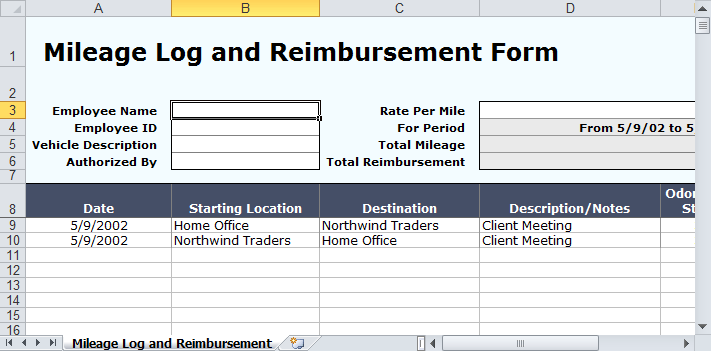 A B C D
1 Mileage Log and Reimbursement Form
2
3 Employee Name Rate Per Mile
4 Employee ID For Period From 5/9/02 to 5
5 Vehicle Description Total Mileage
6 Authorized By Total Reimbursement
7
Odo
8 Date Starting Location Destination Description/Notes St
9 5/9/2002 Home Office Northwind Traders Client Meeting
10 5/9/2002 Northwind Traders Home Office Client Meeting
11
12
13
14
15
16
Mileage Log and Reimbursement